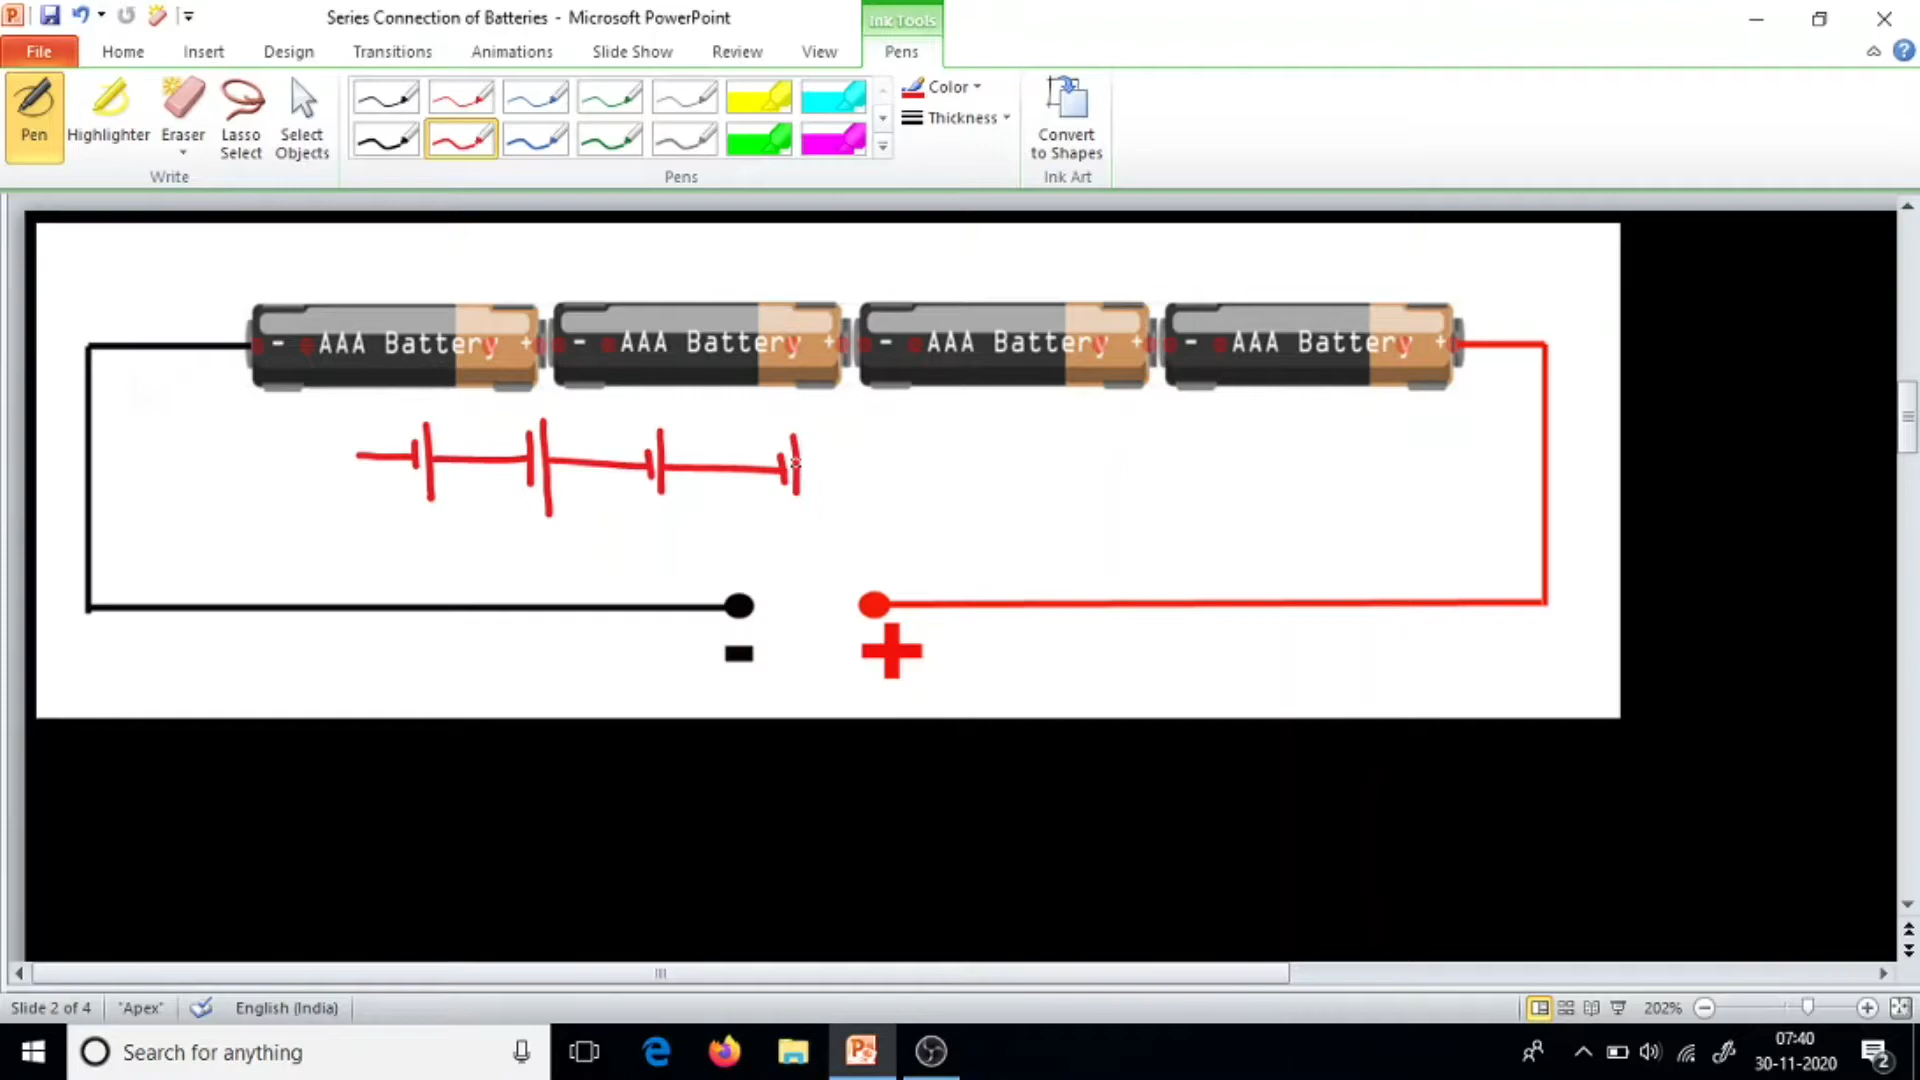 Series Connection of Batteries - Microsoft PowerPoint
Ink Tools
File Home Insert Design Transitions Animations Slide Show Review View Pens
Pen Highlighter Eraser Lasso Select Select Objects
Color
Thickness
Convert to Shapes
Write Pens Ink Art
- AAA Battery + - AAA Battery + - AAA Battery + - AAA Battery +
- +
Slide 2 of 4 "Apex" English (India) 202%
Search for anything
07:40
30-11-2020
2